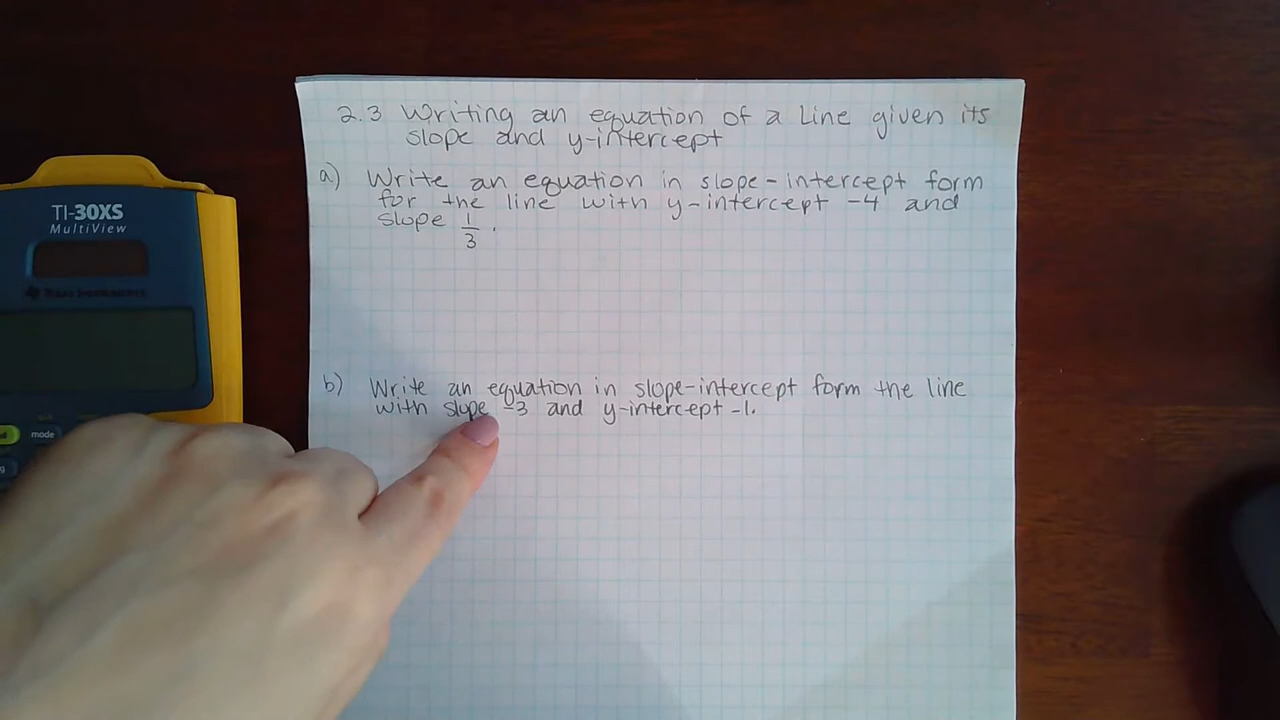 2.3 Writing an equation of a Line given its
slope and y-intercept
a) Write an equation in slope-intercept form
for the line with y-intercept -4 and
slope 1/3.
b) Write an equation in slope-intercept form the line
with slope -3 and y-intercept -1.
TI-30XS
MultiView
TEXAS INSTRUMENTS
mode